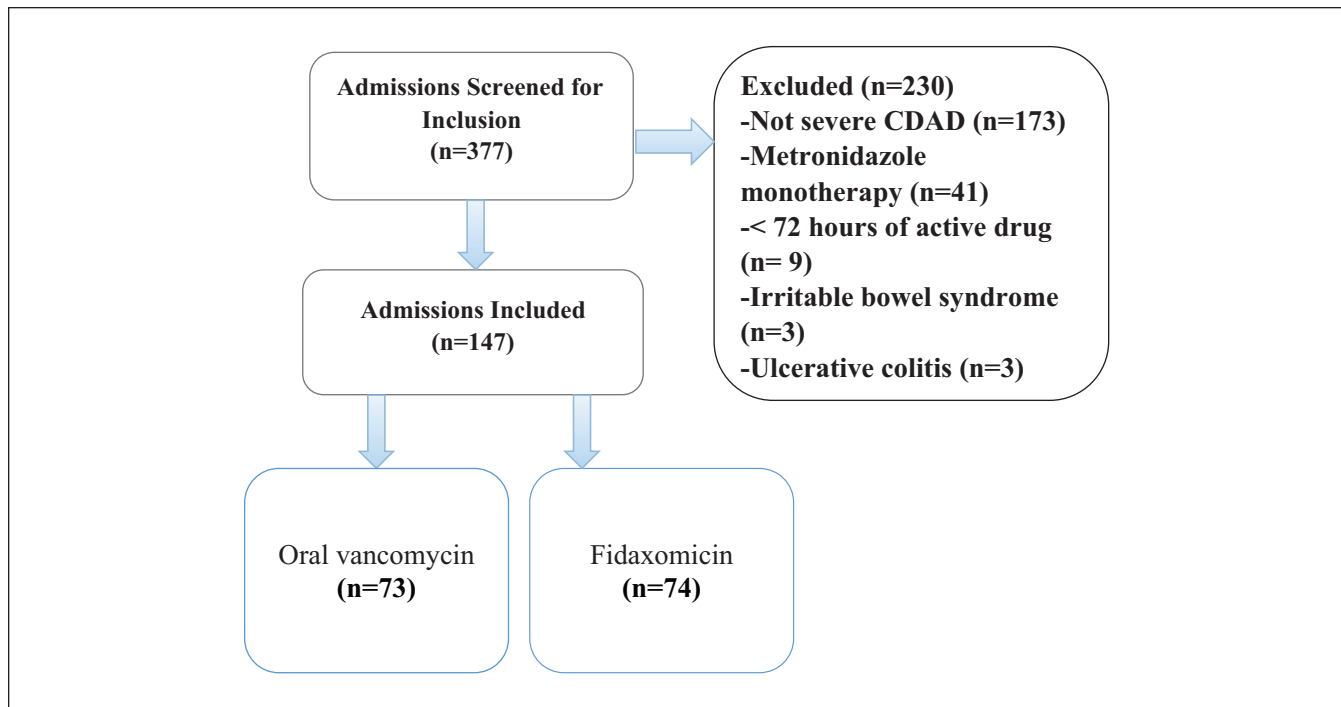 Admissions Screened for
Inclusion
(n=377)
Excluded (n=230)
-Not severe CDAD (n=173)
-Metronidazole
monotherapy (n=41)
-< 72 hours of active drug
(n= 9)
-Irritable bowel syndrome
(n=3)
-Ulcerative colitis (n=3)
Admissions Included
(n=147)
Oral vancomycin
(n=73)
Fidaxomicin
(n=74)